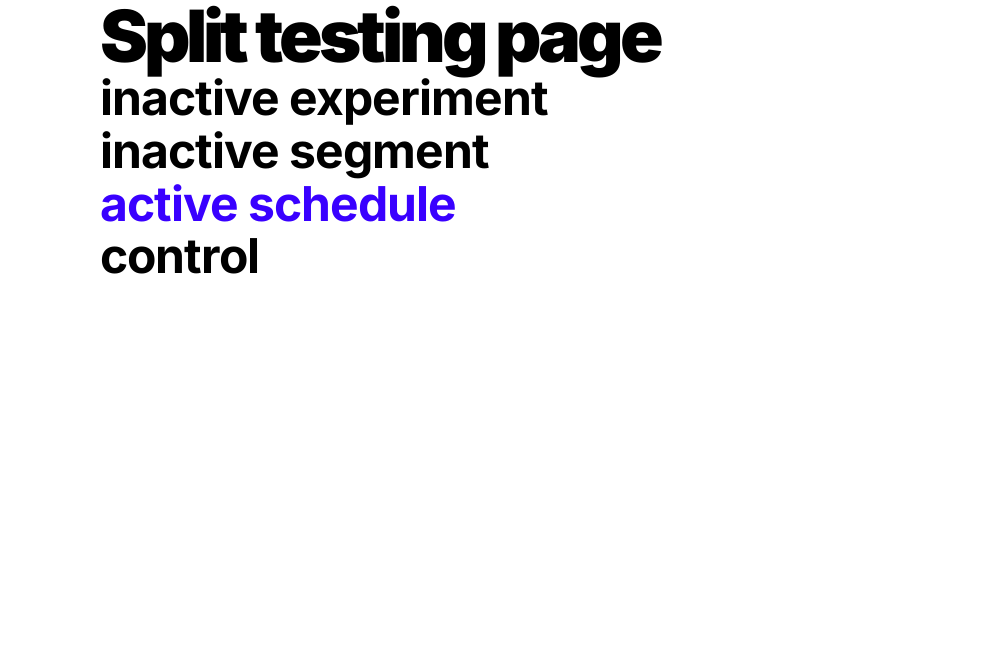 Split testing page
inactive experiment
inactive segment
active schedule
control